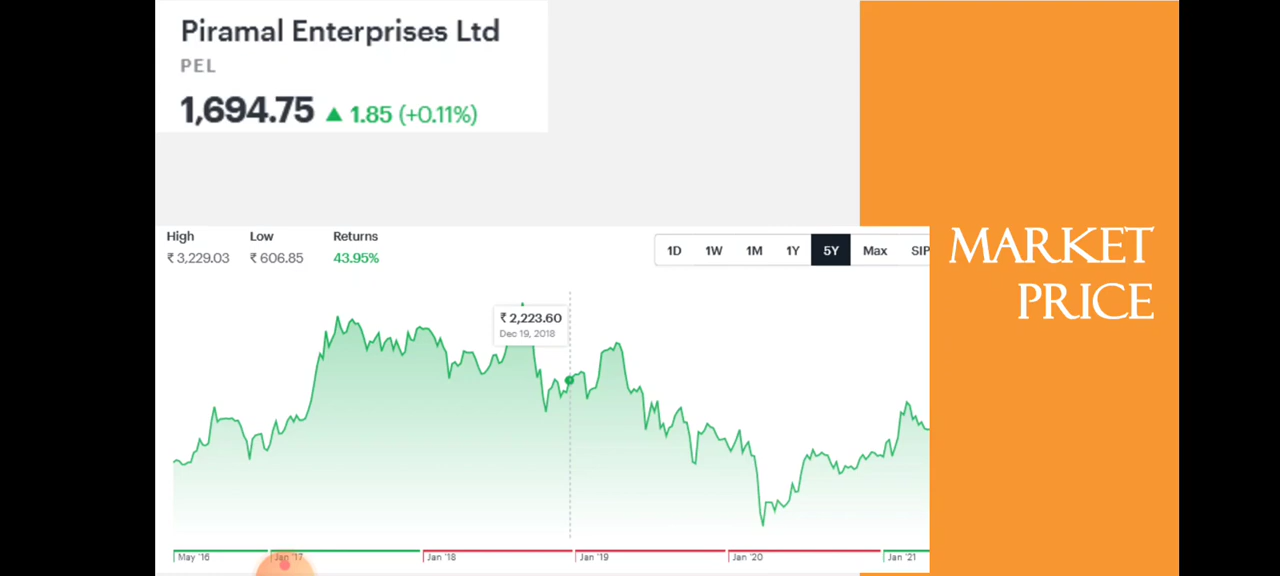 Piramal Enterprises Ltd
PEL
1,694.75 ▲ 1.85 (+0.11%)
High Low Returns
₹ 3,229.03 ₹ 606.85 43.95%
1D 1W 1M 1Y 5Y Max SIP
MARKET
PRICE
₹ 2,223.60
Dec 19, 2018
May '16 Jan '17 Jan '18 Jan '19 Jan '20 Jan '21